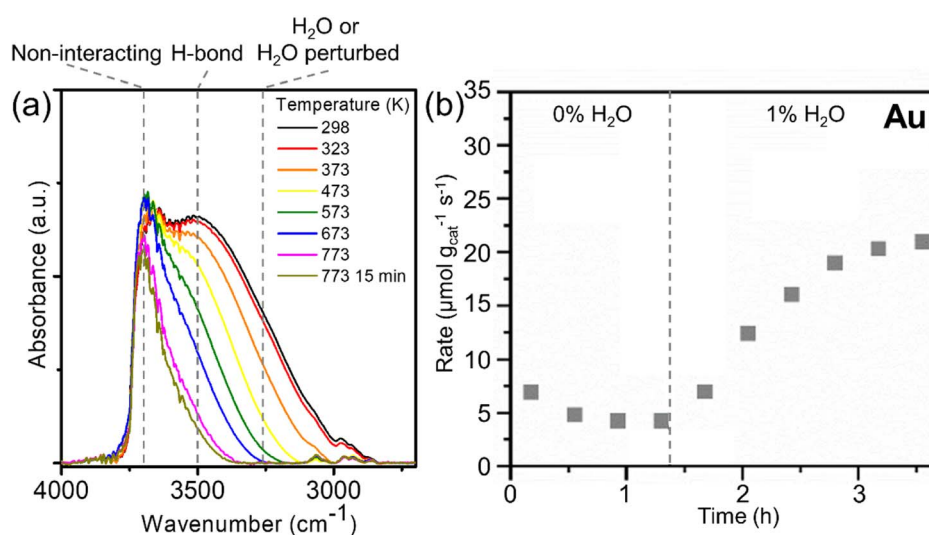 H₂O or
Non-interacting H-bond H₂O perturbed
(a)
Temperature (K)
298
323
373
473
573
673
773
773 15 min
Absorbance (a.u.)
4000 3500 3000
Wavenumber (cm⁻¹)
(b)
0% H₂O 1% H₂O Au
35
30
25
20
15
10
5
0
Rate (µmol g_cat⁻¹ s⁻¹)
0 1 2 3
Time (h)